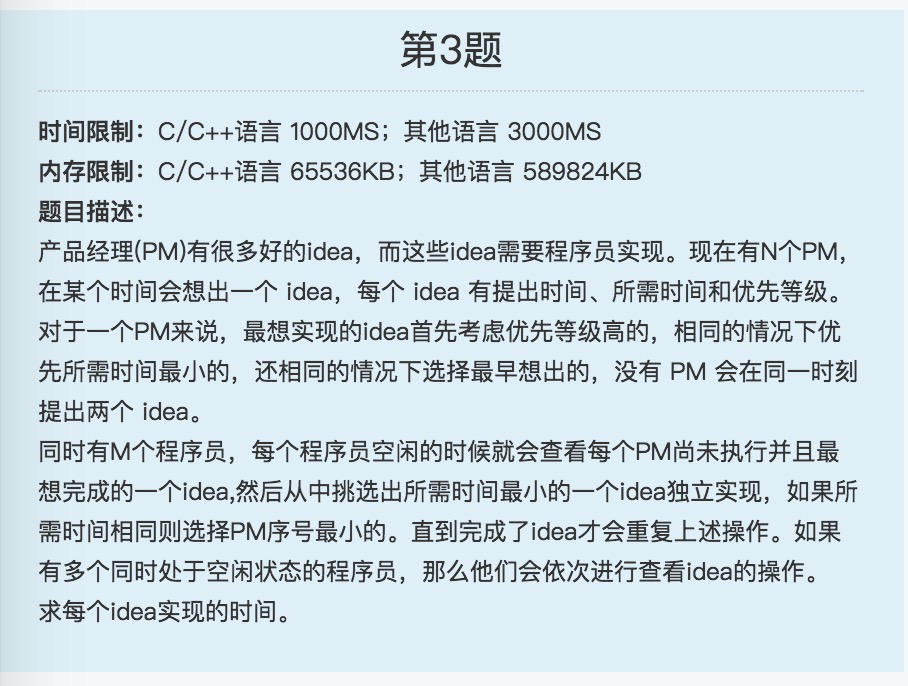 第3题
时间限制：C/C++语言 1000MS；其他语言 3000MS
内存限制：C/C++语言 65536KB；其他语言 589824KB
题目描述：
产品经理(PM)有很多好的idea，而这些idea需要程序员实现。现在有N个PM，
在某个时间会想出一个 idea，每个 idea 有提出时间、所需时间和优先等级。
对于一个PM来说，最想实现的idea首先考虑优先等级高的，相同的情况下优
先所需时间最小的，还相同的情况下选择最早想出的，没有 PM 会在同一时刻
提出两个 idea。
同时有M个程序员，每个程序员空闲的时候就会查看每个PM尚未执行并且最
想完成的一个idea,然后从中挑选出所需时间最小的一个idea独立实现，如果所
需时间相同则选择PM序号最小的。直到完成了idea才会重复上述操作。如果
有多个同时处于空闲状态的程序员，那么他们会依次进行查看idea的操作。
求每个idea实现的时间。